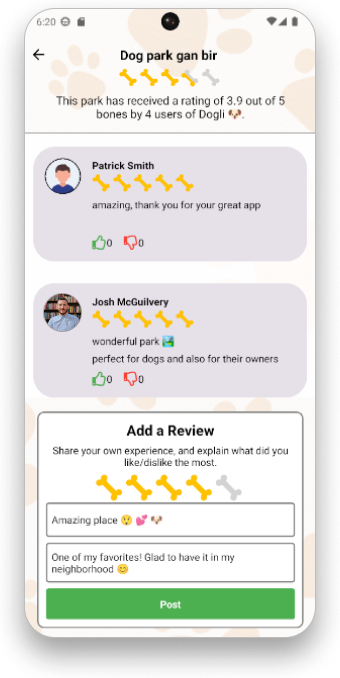 6:20
Dog park gan bir
This park has received a rating of 3.9 out of 5
bones by 4 users of Dogli 🐶.
Patrick Smith
amazing, thank you for your great app
0 0
Josh McGuilvery
wonderful park 🏞️
perfect for dogs and also for their owners
0 0
Add a Review
Share your own experience, and explain what did you
like/dislike the most.
Amazing place 😲 💕 🐶
One of my favorites! Glad to have it in my
neighborhood 😊
Post